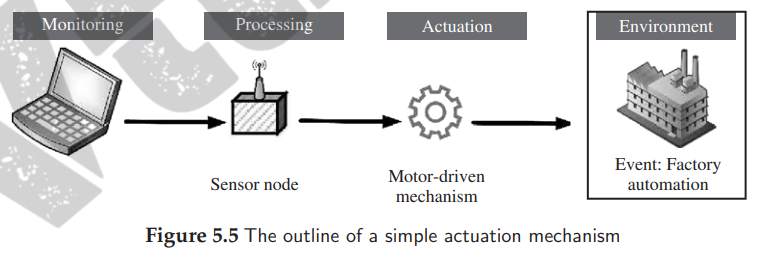 Monitoring
Processing
Actuation
Environment
Sensor node
Motor-driven
mechanism
Event: Factory
automation
Figure 5.5 The outline of a simple actuation mechanism